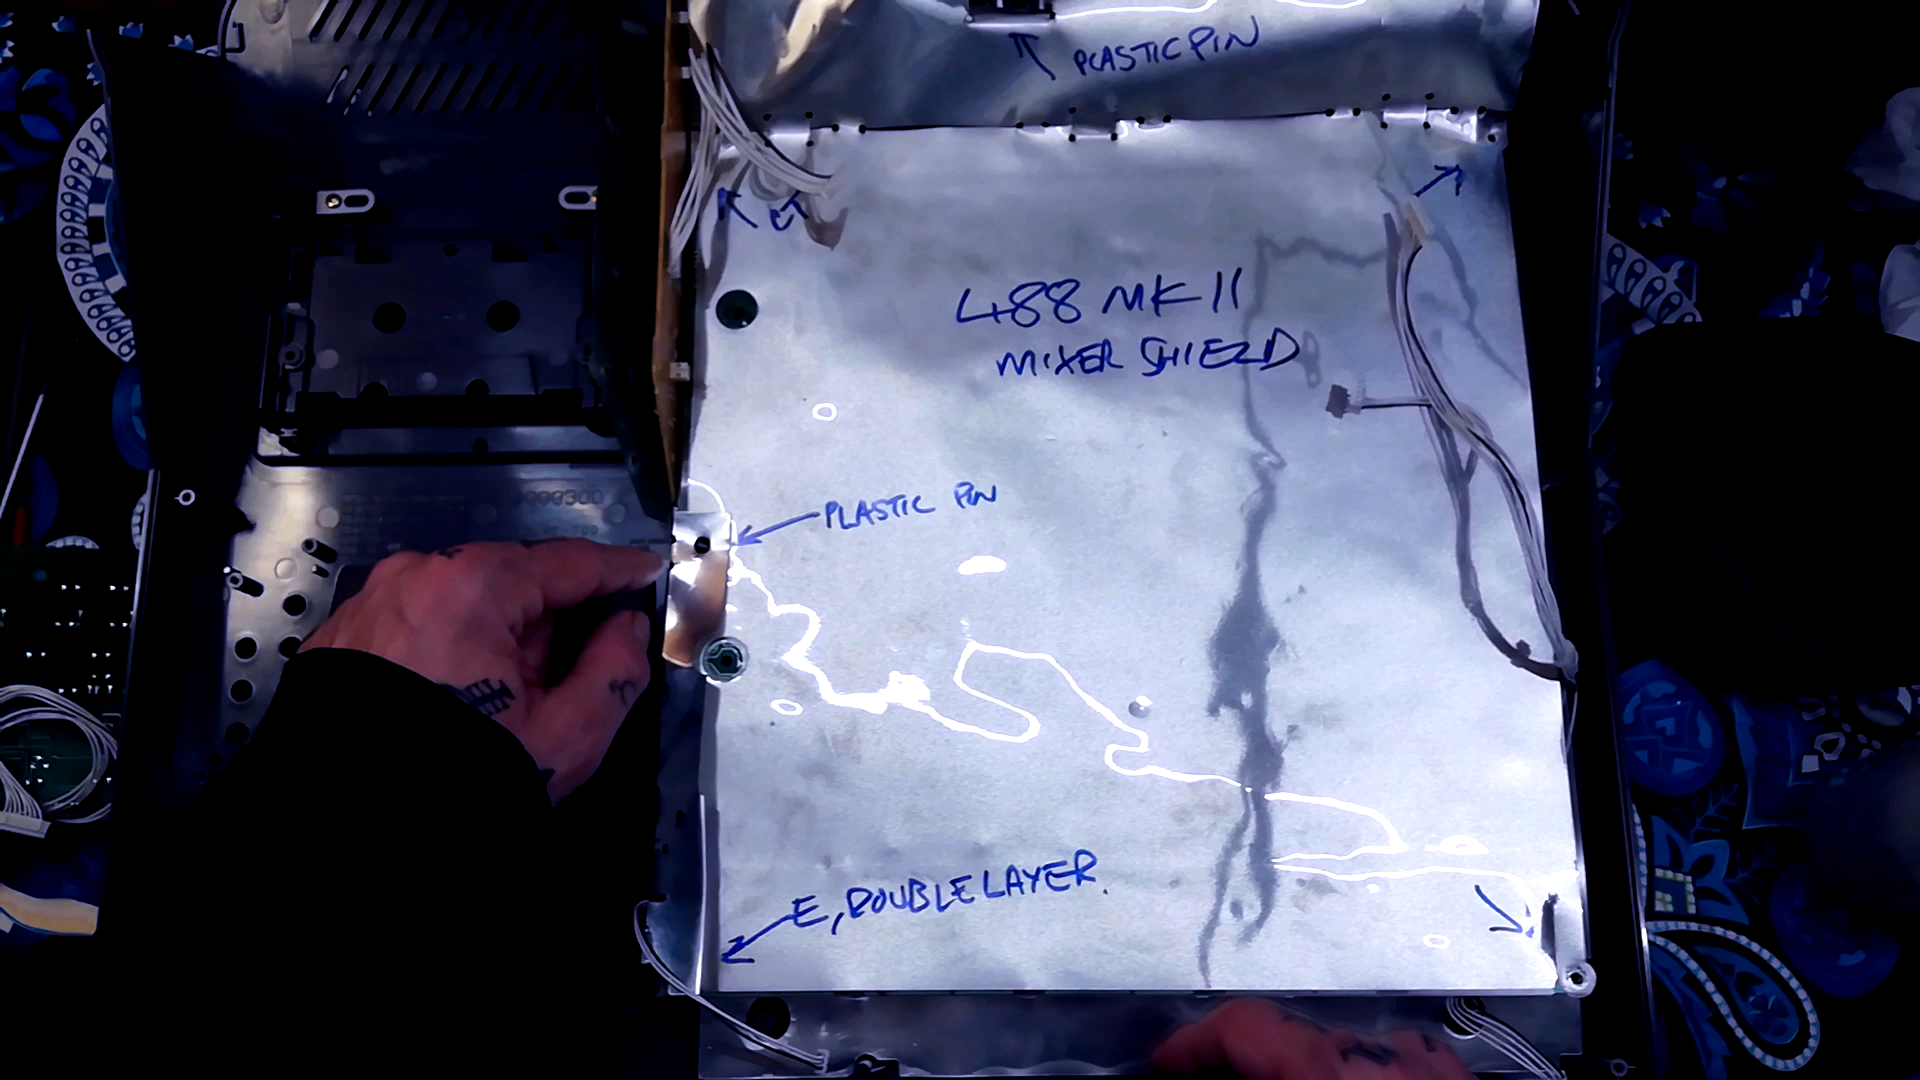 PLASTIC PIN
488 MK II
MIXER SHIELD
PLASTIC PIN
E, DOUBLE LAYER.